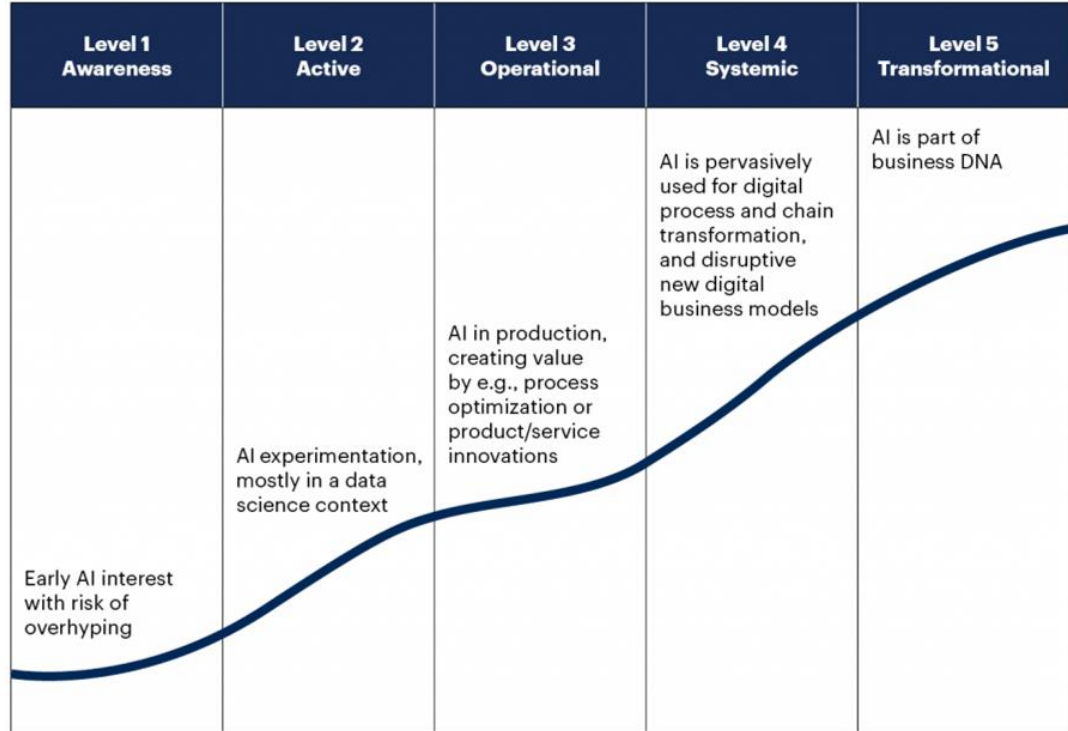 Level 1
Awareness
Level 2
Active
Level 3
Operational
Level 4
Systemic
Level 5
Transformational
Early AI interest
with risk of
overhyping
AI experimentation,
mostly in a data
science context
AI in production,
creating value
by e.g., process
optimization or
product/service
innovations
AI is pervasively
used for digital
process and chain
transformation,
and disruptive
new digital
business models
AI is part of
business DNA